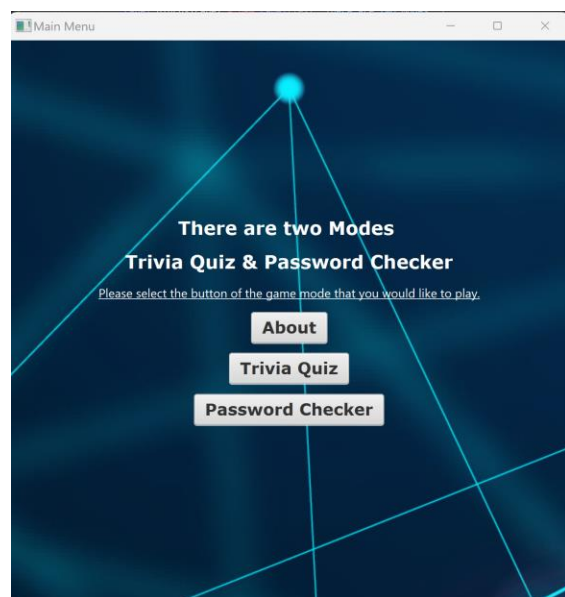 Main Menu
There are two Modes
Trivia Quiz & Password Checker
Please select the button of the game mode that you would like to play.
About
Trivia Quiz
Password Checker